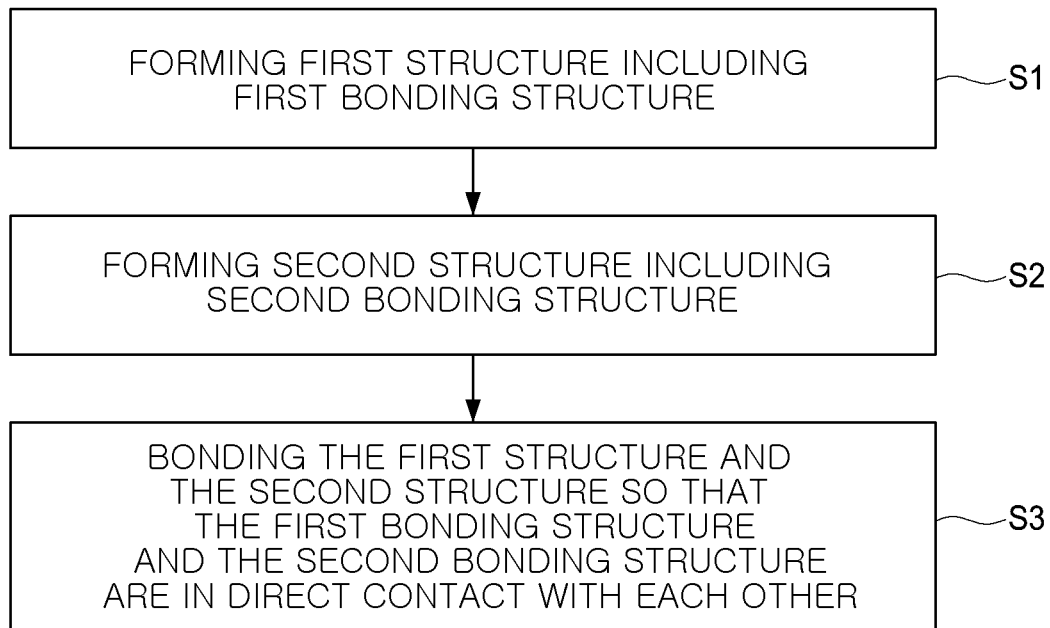 FORMING FIRST STRUCTURE INCLUDING
FIRST BONDING STRUCTURE
S1
FORMING SECOND STRUCTURE INCLUDING
SECOND BONDING STRUCTURE
S2
BONDING THE FIRST STRUCTURE AND
THE SECOND STRUCTURE SO THAT
THE FIRST BONDING STRUCTURE
AND THE SECOND BONDING STRUCTURE
ARE IN DIRECT CONTACT WITH EACH OTHER
S3